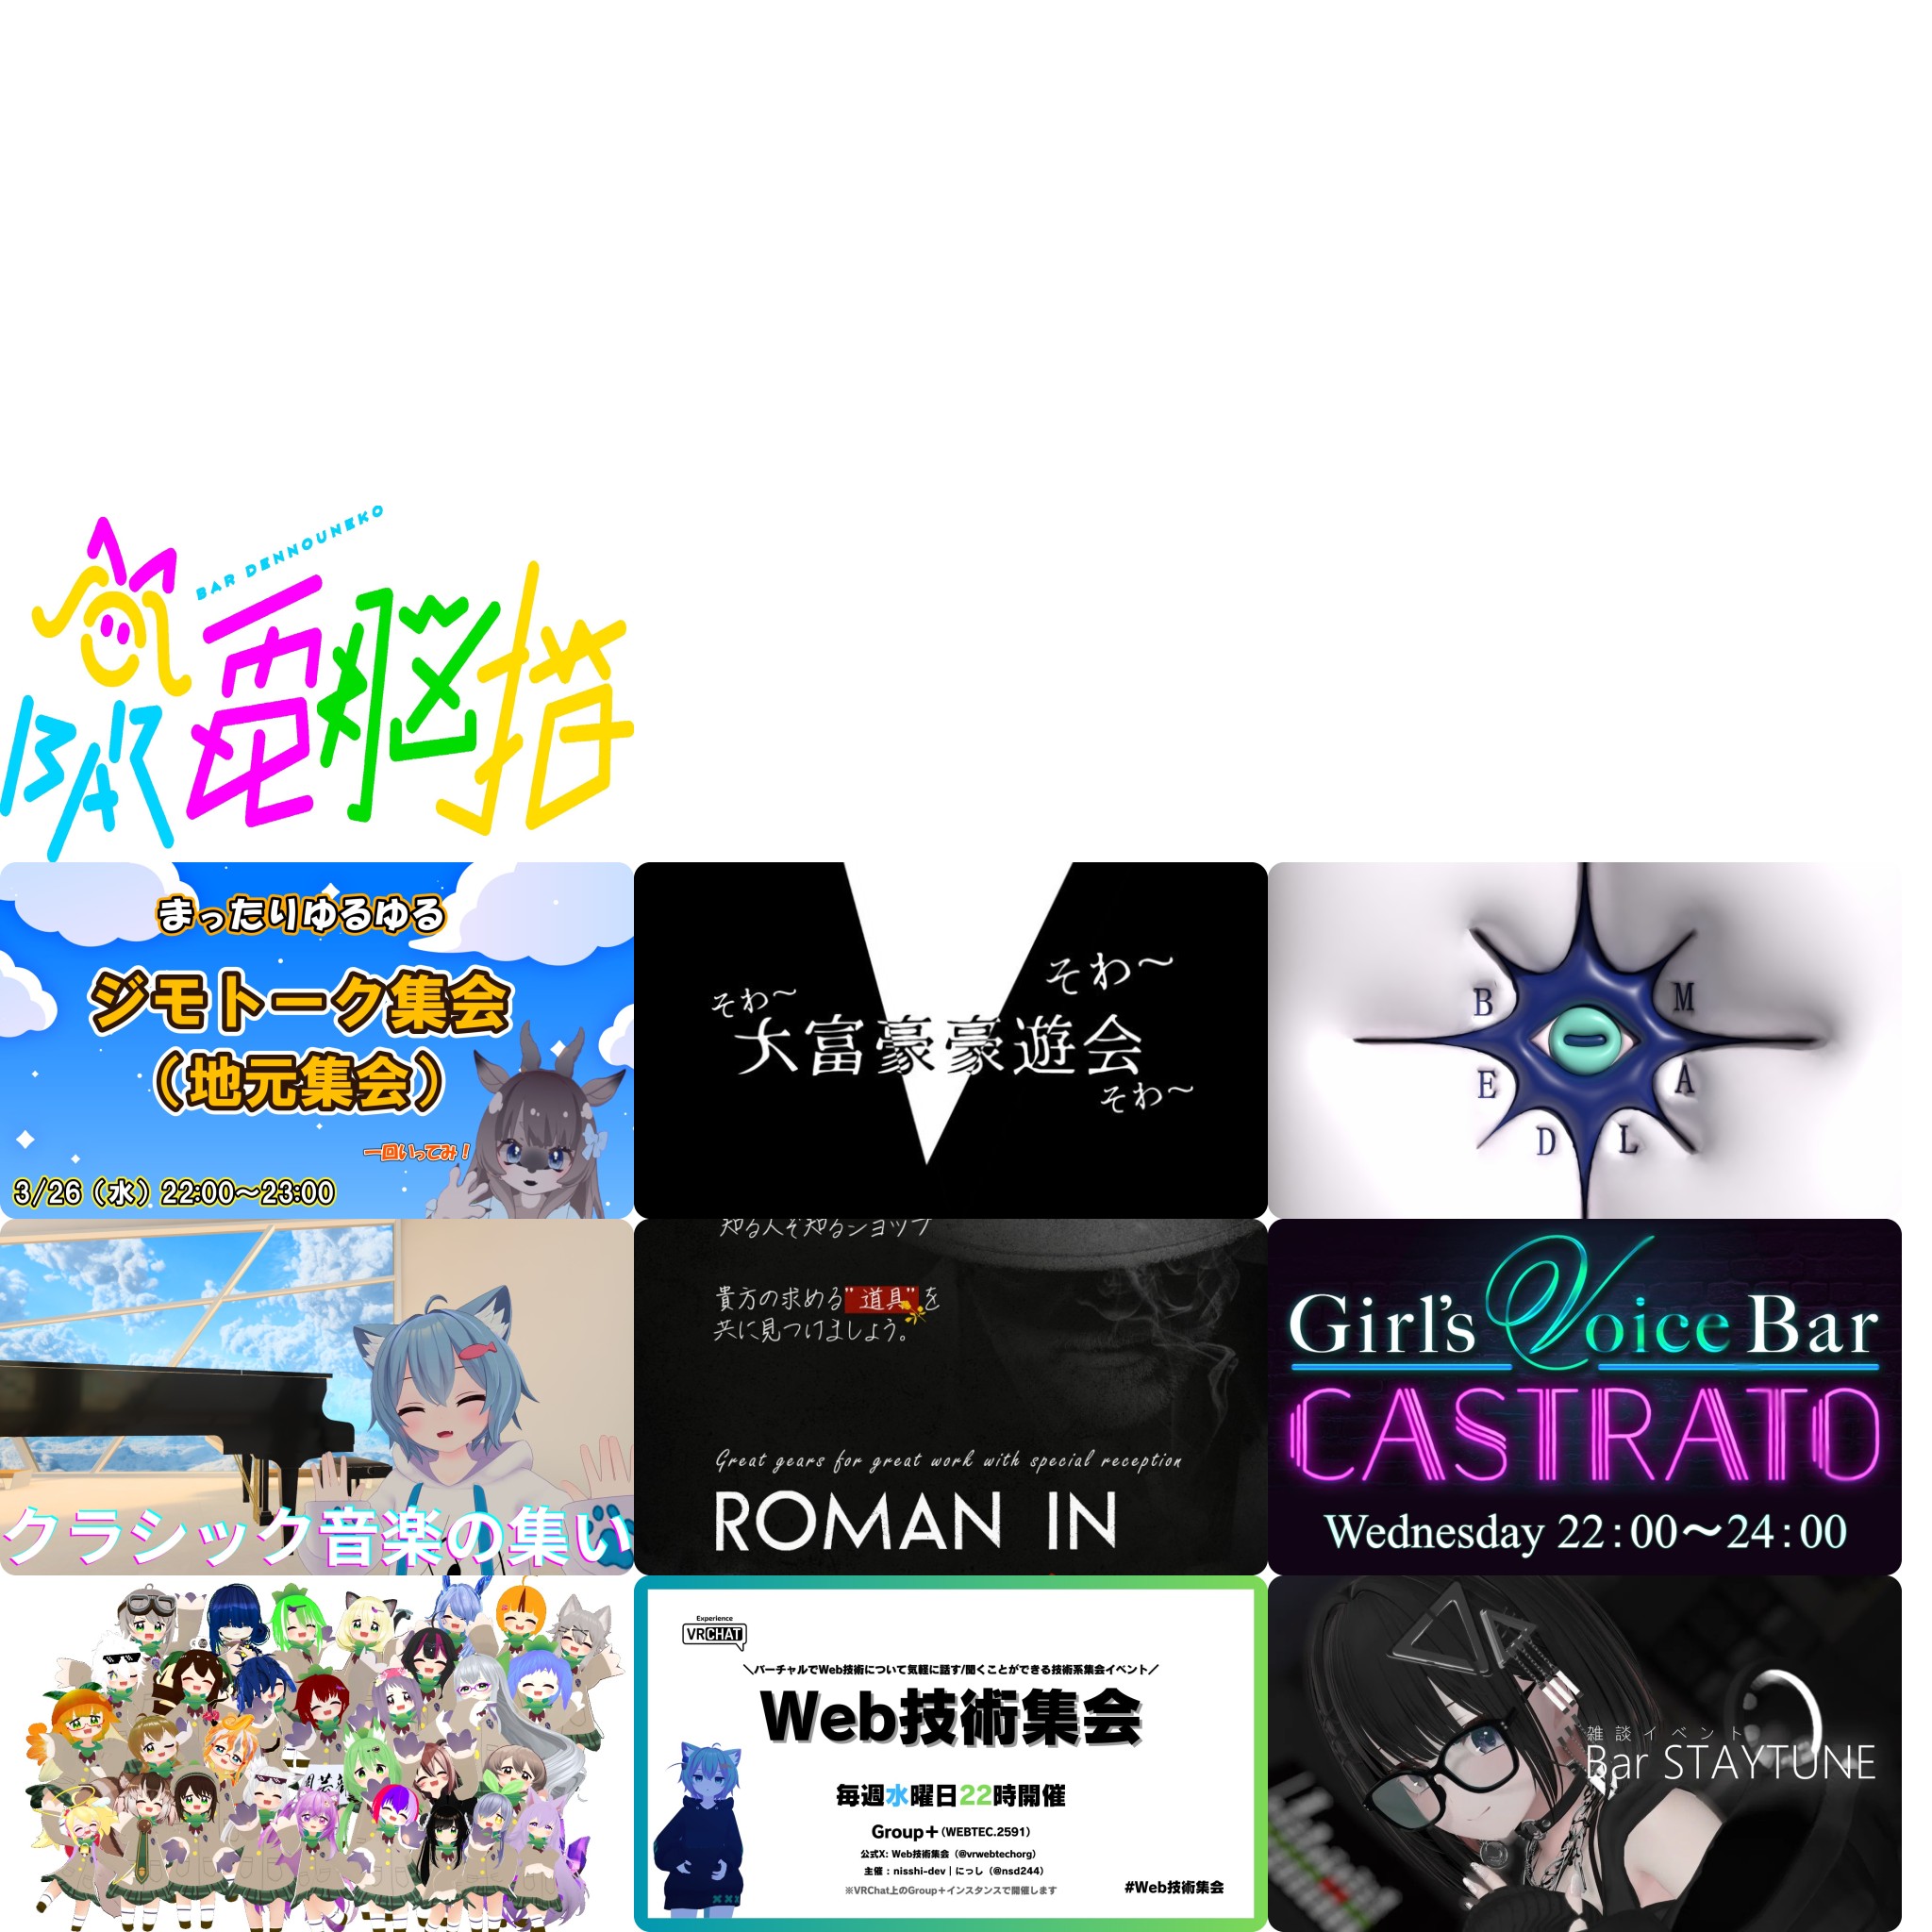 BAR DENNOUNEKO
BAR 電脳猫
まったりゆるゆる
ジモトーク集会
（地元集会）
一回いってみ！
3/26（水）22:00～23:00
そわ～
そわ～
大富豪豪遊会
そわ～
B
M
E
A
D
L
クラシック音楽の集い
知る人ぞ知るショップ
貴方の求める"道具"を
共に見つけましょう。
Great gears for great work with special reception
ROMAN IN
Girl's Voice Bar
CASTRATO
Wednesday 22:00～24:00
Experience
VRCHAT
＼バーチャルでWeb技術について気軽に話す/聞くことができる技術系集会イベント／
Web技術集会
毎週水曜日22時開催
Group＋(WEBTEC.2591)
公式X: Web技術集会（@vrwebtechorg）
主催：nisshi-dev｜にっし（@nsd244）
※VRChat上のGroup＋インスタンスで開催します
#Web技術集会
雑談イベント
Bar STAYTUNE